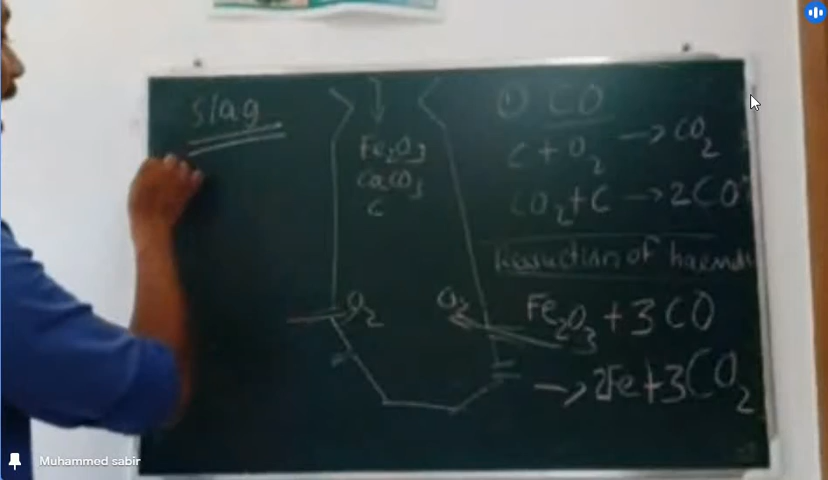 Slag
Fe₂O₃
CaCO₃
C
O₂
O₂
① CO
C + O₂ → CO₂
CO₂ + C → 2CO
Reduction of haema
Fe₂O₃ + 3CO
→ 2Fe + 3CO₂
Muhammed sabir